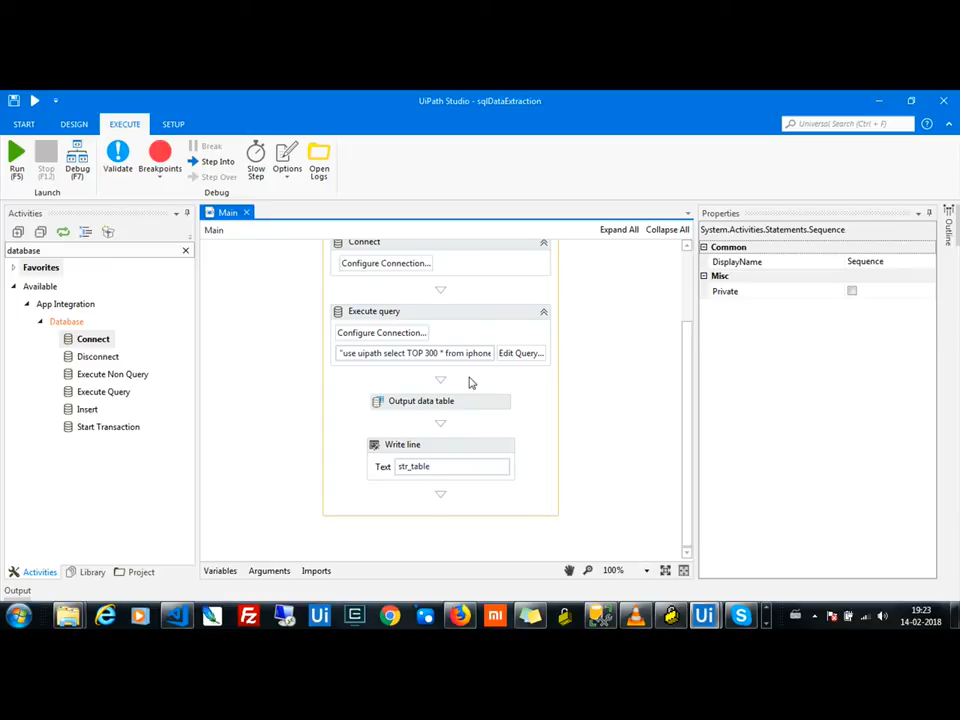 UiPath Studio - sqlDataExtraction
START DESIGN EXECUTE SETUP
Universal Search (Ctrl + F)
Run (F5)
Stop (F12)
Debug (F7)
Launch
Validate
Breakpoints
Break
Step Into
Step Over
Debug
Slow Step
Options
Open Logs
Activities
database
Favorites
Available
App Integration
Database
Connect
Disconnect
Execute Non Query
Execute Query
Insert
Start Transaction
Activities Library Project
Output
Main
Main Expand All Collapse All
Connect
Configure Connection...
Execute query
Configure Connection...
"use uipath select TOP 300 * from iphone Edit Query...
Output data table
Write line
Text str_table
Variables Arguments Imports 100%
Properties
System.Activities.Statements.Sequence
Common
DisplayName Sequence
Misc
Private
Outline
19:23
14-02-2018